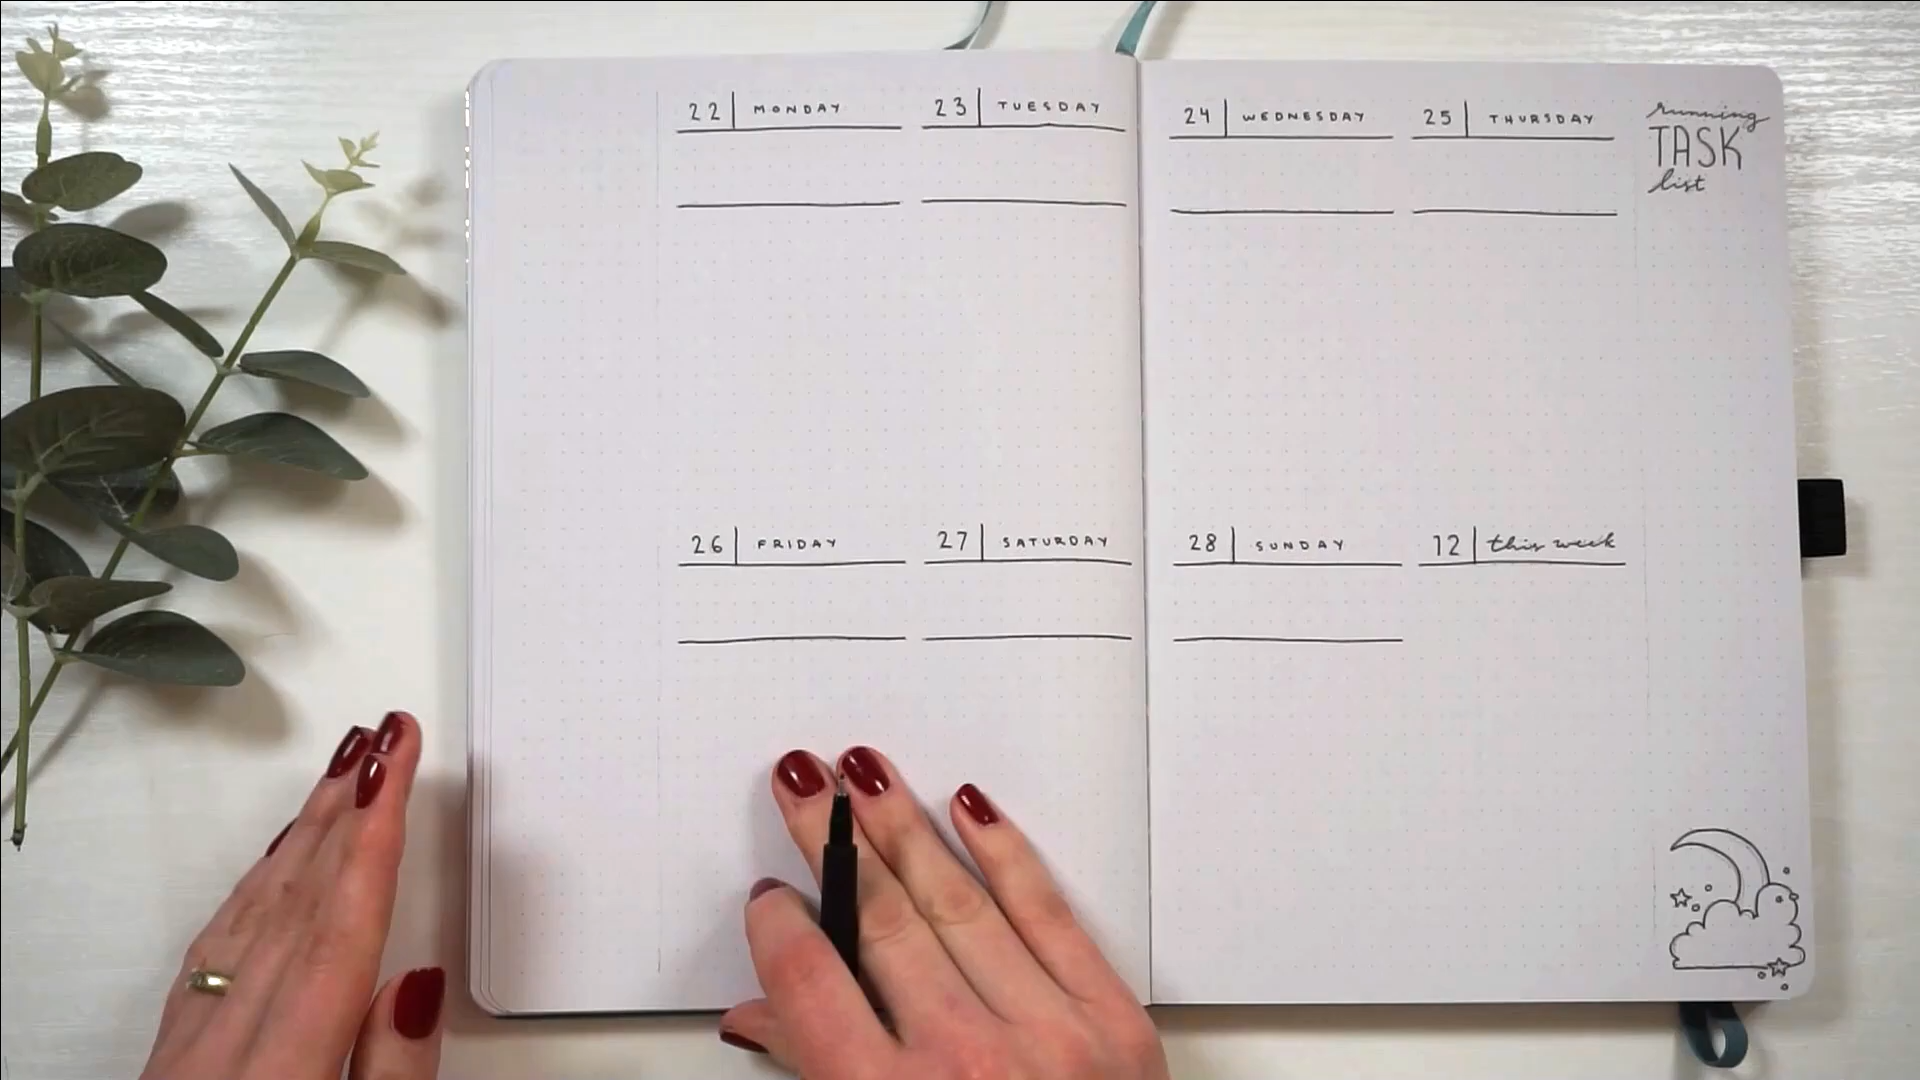 22 MONDAY
23 TUESDAY
24 WEDNESDAY
25 THURSDAY
running
TASK
list
26 FRIDAY
27 SATURDAY
28 SUNDAY
12 this week